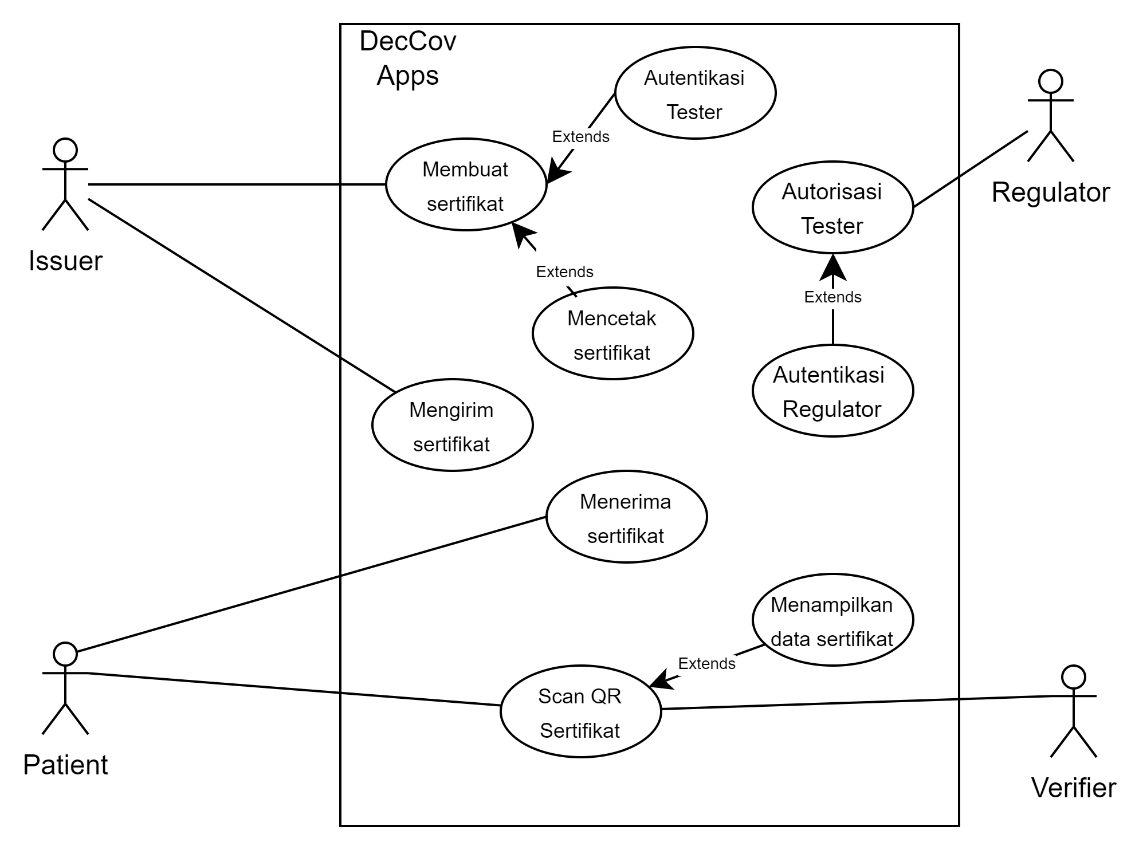 DecCov
Apps
Autentikasi
Tester
Extends
Membuat
sertifikat
Issuer
Autorisasi
Tester
Regulator
Extends
Mencetak
sertifikat
Extends
Autentikasi
Regulator
Mengirim
sertifikat
Menerima
sertifikat
Menampilkan
data sertifikat
Extends
Scan QR
Sertifikat
Patient
Verifier